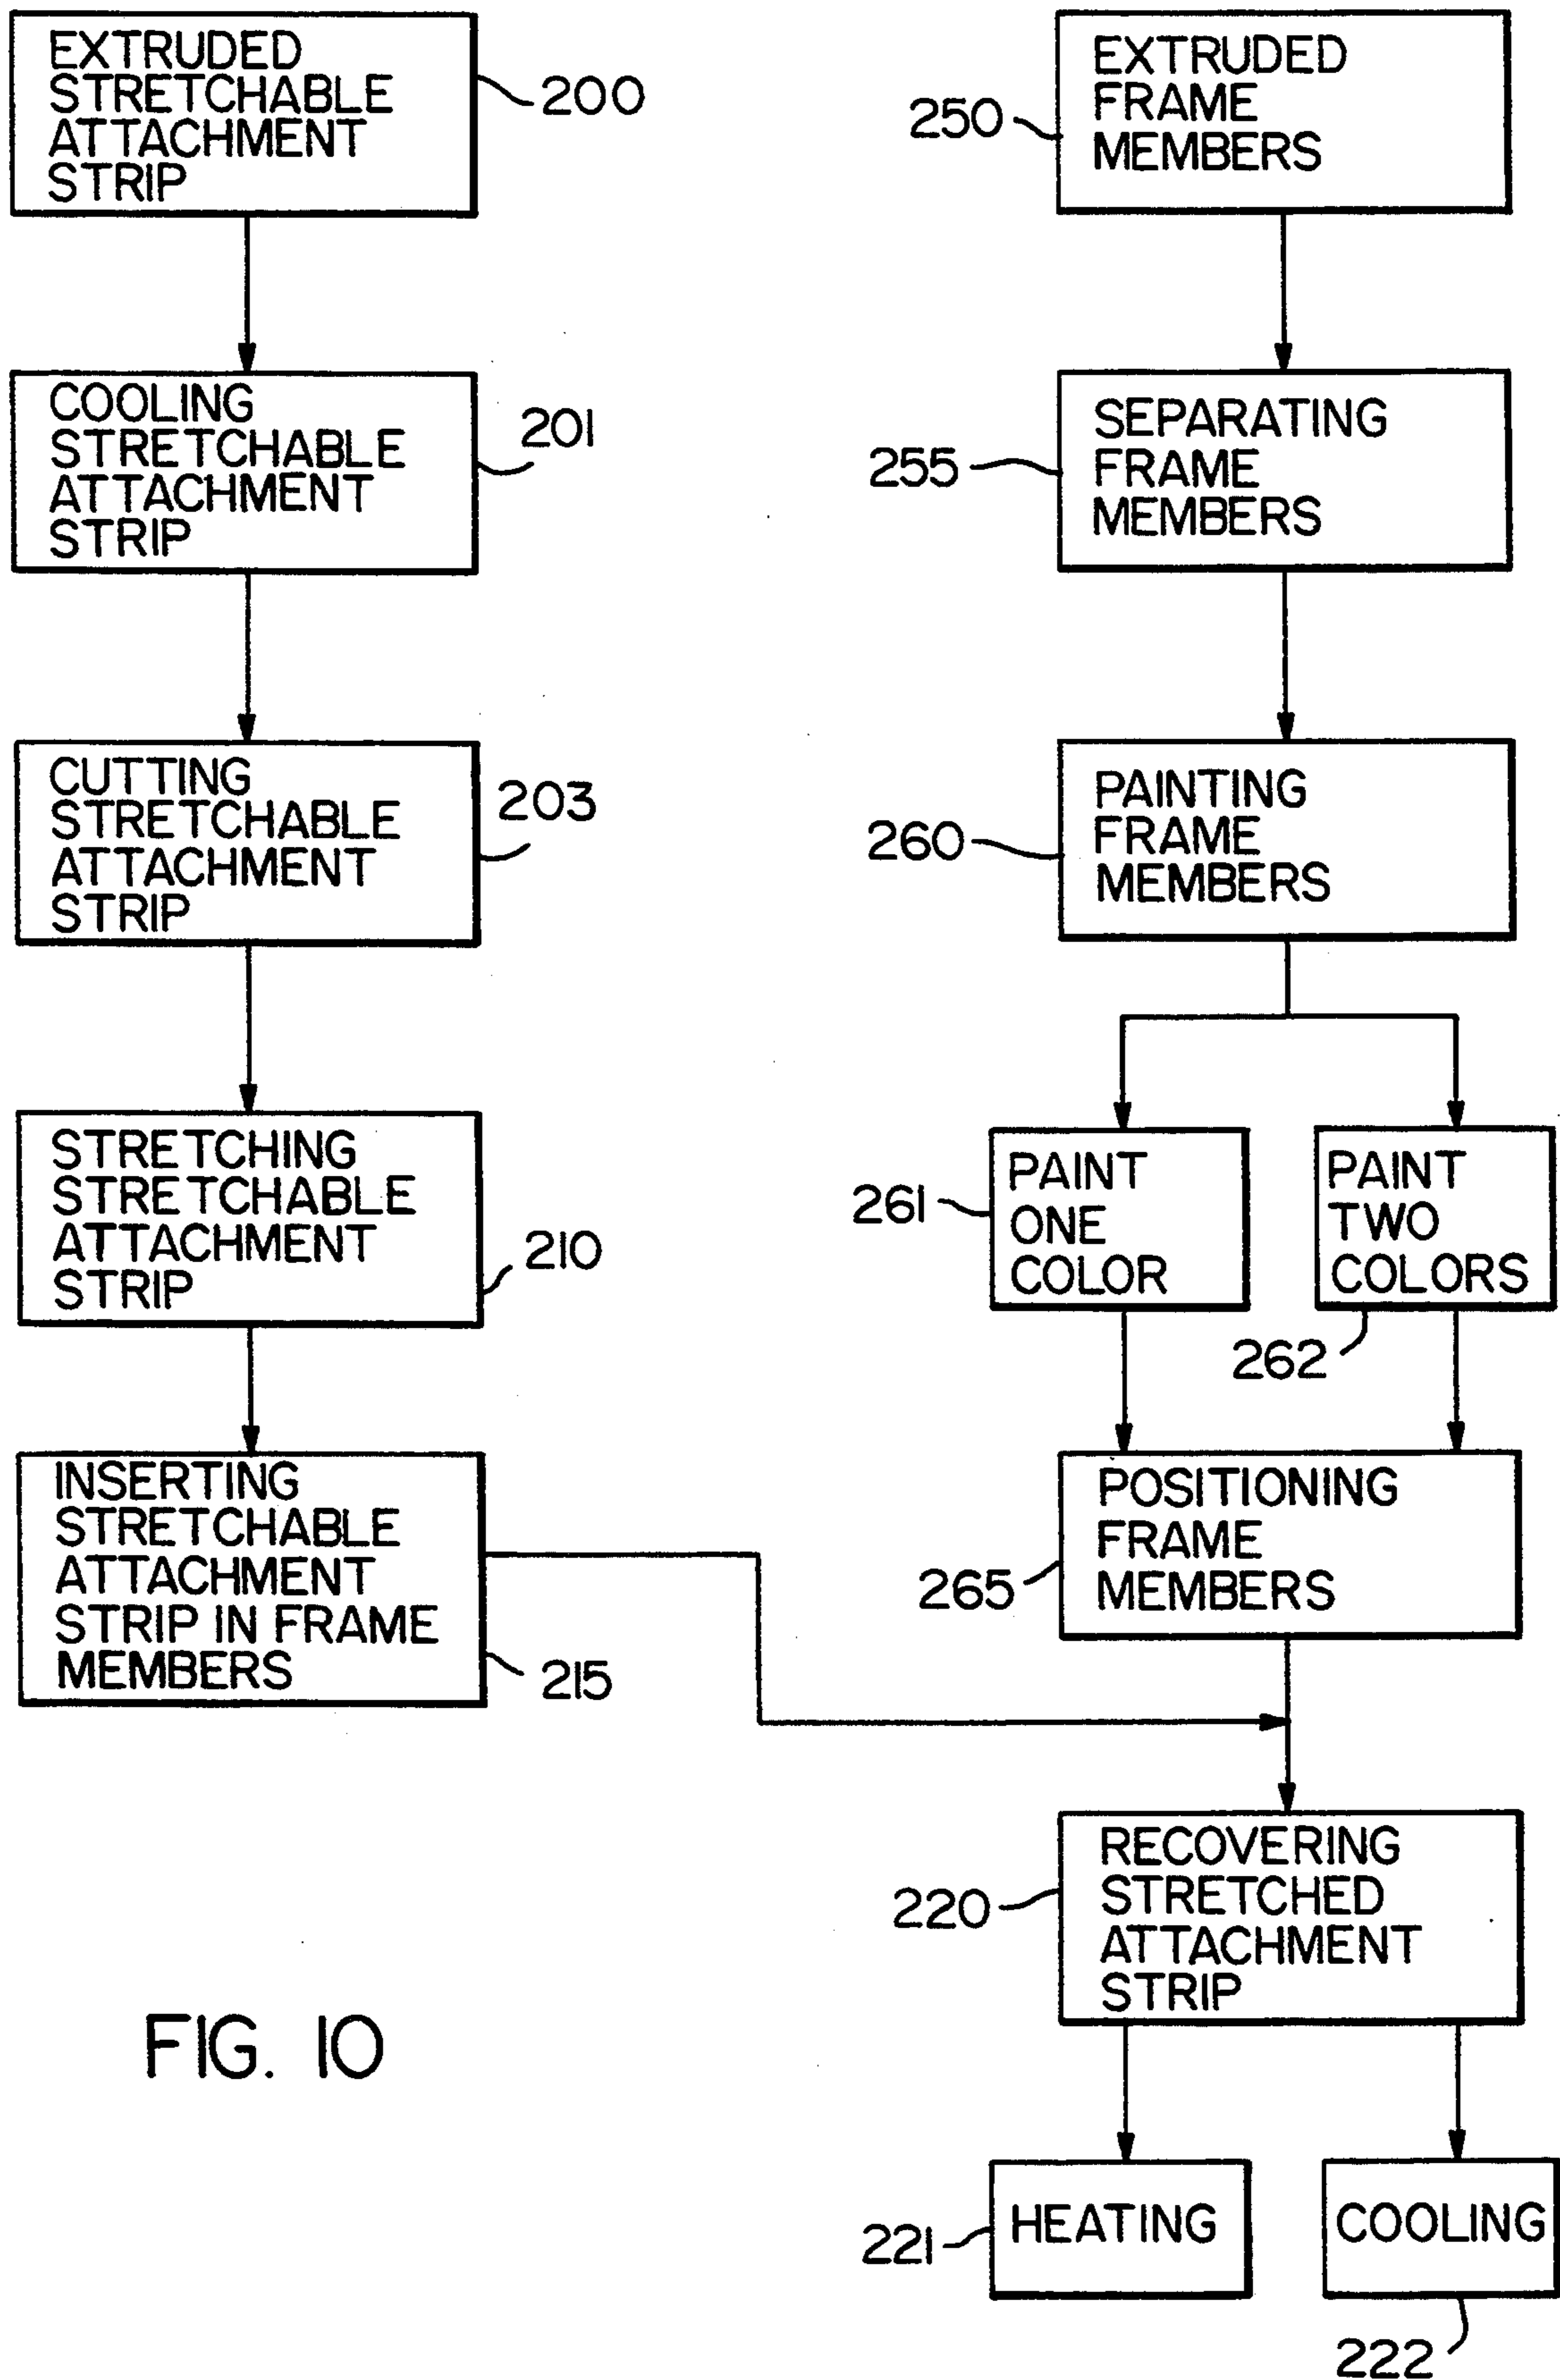 EXTRUDED
STRETCHABLE
ATTACHMENT
STRIP
200
COOLING
STRETCHABLE
ATTACHMENT
STRIP
201
CUTTING
STRETCHABLE
ATTACHMENT
STRIP
203
STRETCHING
STRETCHABLE
ATTACHMENT
STRIP
210
INSERTING
STRETCHABLE
ATTACHMENT
STRIP IN FRAME
MEMBERS
215
EXTRUDED
FRAME
MEMBERS
250
SEPARATING
FRAME
MEMBERS
255
PAINTING
FRAME
MEMBERS
260
PAINT
ONE
COLOR
261
PAINT
TWO
COLORS
262
POSITIONING
FRAME
MEMBERS
265
RECOVERING
STRETCHED
ATTACHMENT
STRIP
220
HEATING
221
COOLING
222
FIG. 10